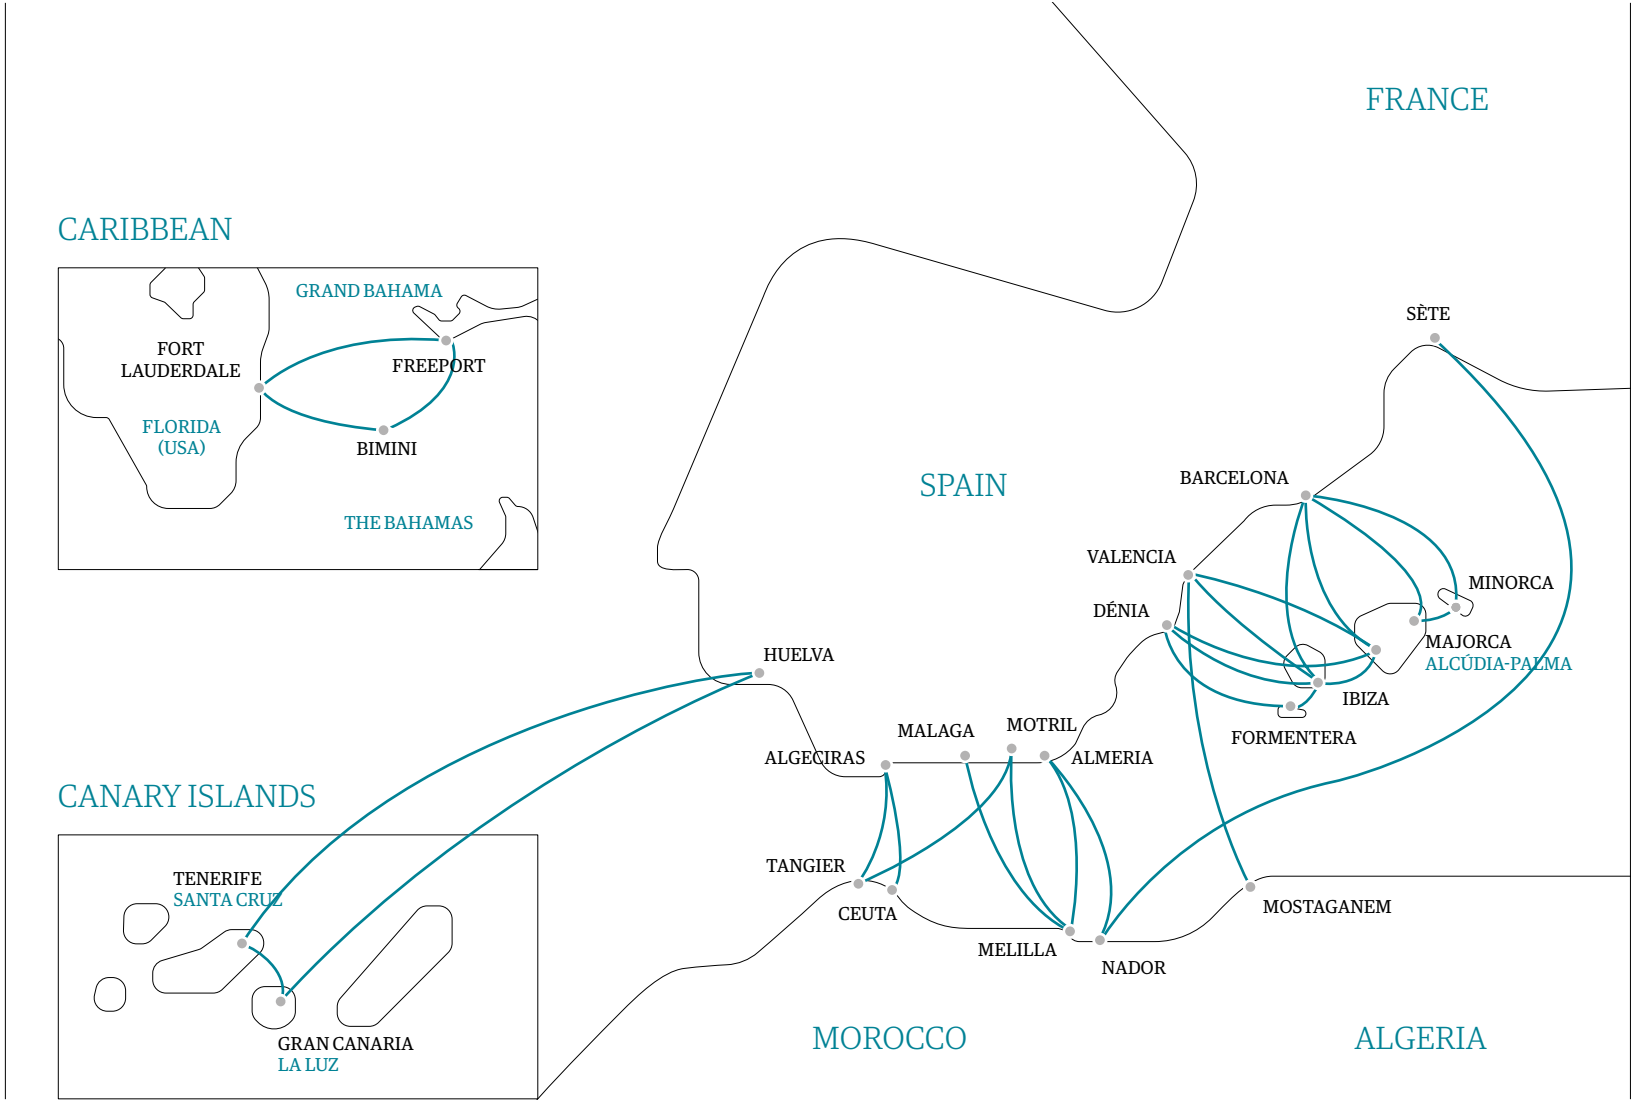 FRANCE
CARIBBEAN
GRAND BAHAMA
FORT
LAUDERDALE
FREEPORT
FLORIDA
(USA)
BIMINI
THE BAHAMAS
SÈTE
SPAIN
BARCELONA
VALENCIA
DÉNIA
MINORCA
MAJORCA
ALCÚDIA-PALMA
IBIZA
FORMENTERA
HUELVA
MALAGA
MOTRIL
ALGECIRAS
ALMERIA
CANARY ISLANDS
TENERIFE
SANTA CRUZ
GRAN CANARIA
LA LUZ
TANGIER
CEUTA
MELILLA
NADOR
MOSTAGANEM
MOROCCO
ALGERIA